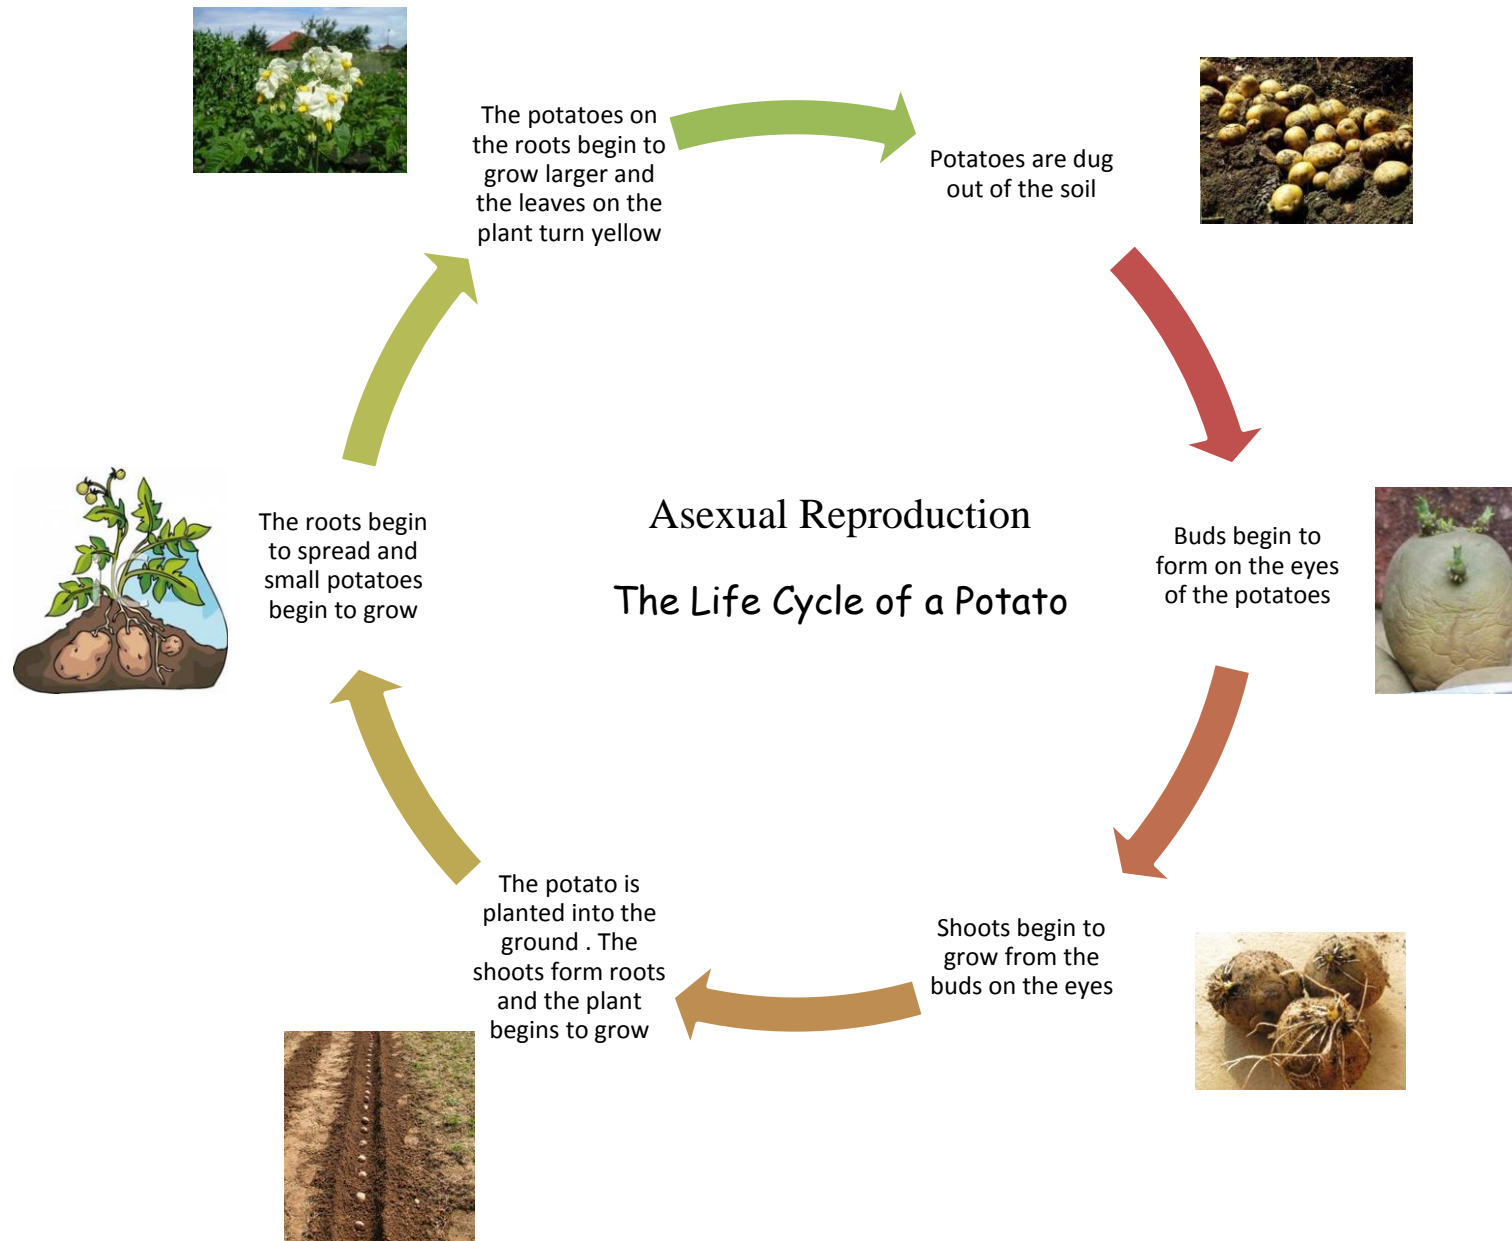 Asexual Reproduction
The Life Cycle of a Potato
Potatoes are dug
out of the soil
Buds begin to
form on the eyes
of the potatoes
Shoots begin to
grow from the
buds on the eyes
The potato is
planted into the
ground . The
shoots form roots
and the plant
begins to grow
The roots begin
to spread and
small potatoes
begin to grow
The potatoes on
the roots begin to
grow larger and
the leaves on the
plant turn yellow